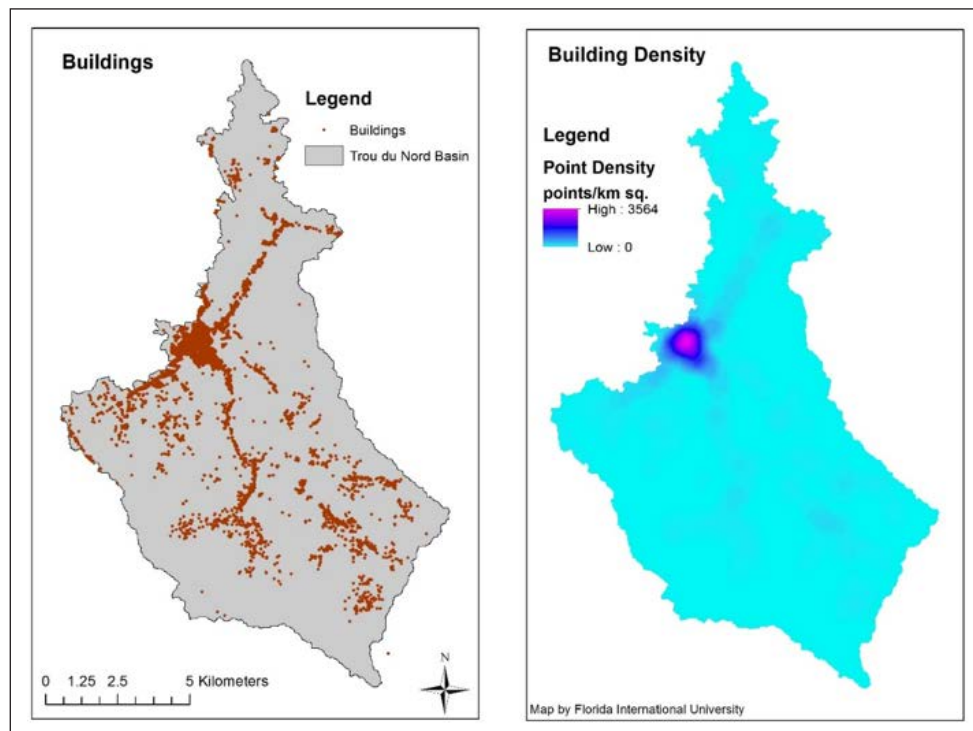 Buildings
Legend
Buildings
Trou du Nord Basin
0 1.25 2.5 5 Kilometers
N
Building Density
Legend
Point Density
points/km sq.
High : 3564
Low : 0
Map by Florida International University